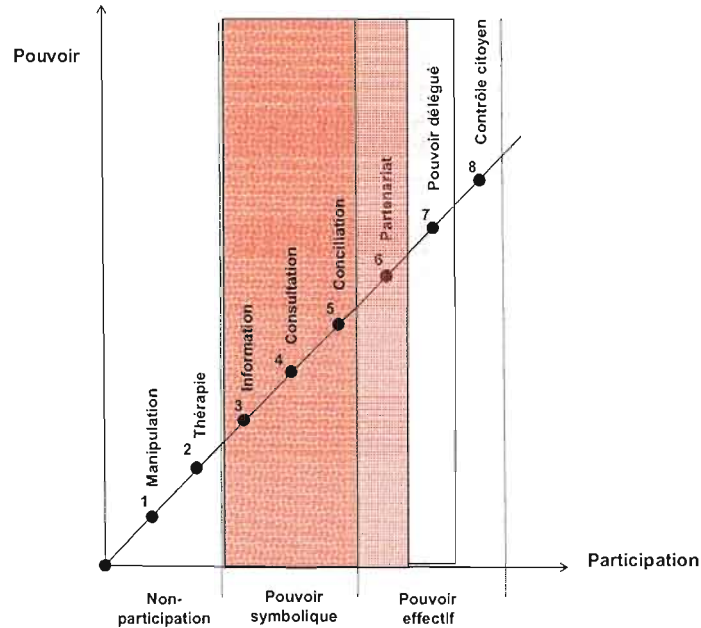 Pouvoir
Participation
1
Manipulation
2
Thérapie
3
Information
4
Consultation
5
Conciliation
6
Partenariat
7
Pouvoir délégué
8
Contrôle citoyen
Non-
participation
Pouvoir
symbolique
Pouvoir
effectif